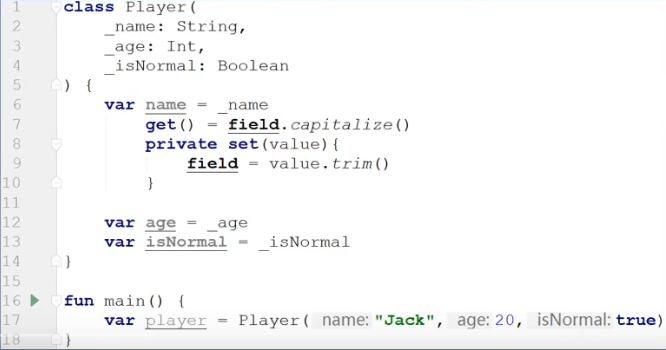 1 class Player(
2 _name: String,
3 _age: Int,
4 _isNormal: Boolean
5 ) {
6 var name = _name
7 get() = field.capitalize()
8 private set(value){
9 field = value.trim()
10 }
11
12 var age = _age
13 var isNormal = _isNormal
14 }
15
16 fun main() {
17 var player = Player( name: "Jack", age: 20, isNormal: true)
18 }